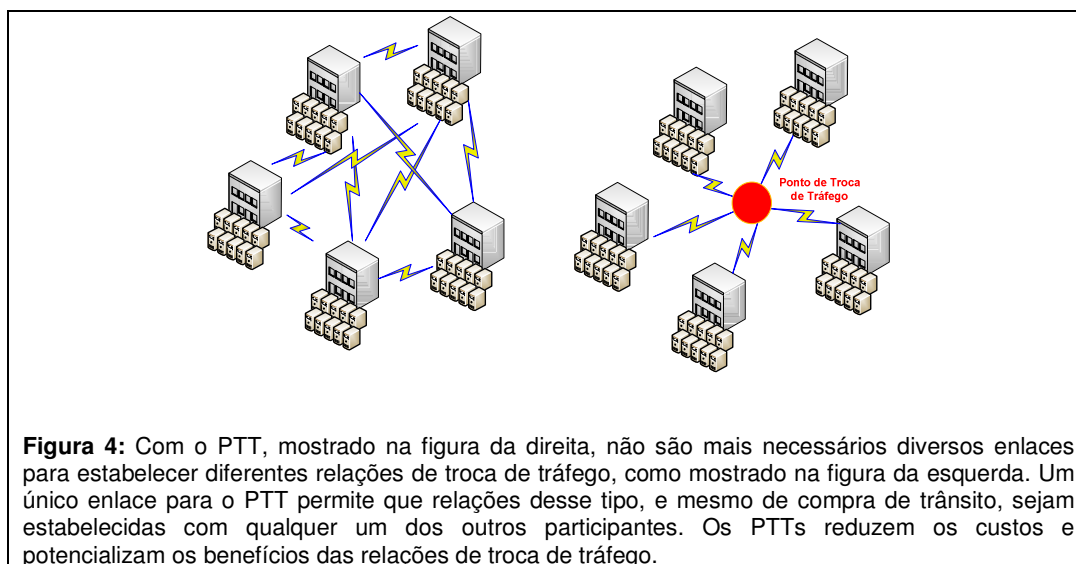 Ponto de Troca
de Tráfego
Figura 4: Com o PTT, mostrado na figura da direita, não são mais necessários diversos enlaces
para estabelecer diferentes relações de troca de tráfego, como mostrado na figura da esquerda. Um
único enlace para o PTT permite que relações desse tipo, e mesmo de compra de trânsito, sejam
estabelecidas com qualquer um dos outros participantes. Os PTTs reduzem os custos e
potencializam os benefícios das relações de troca de tráfego.